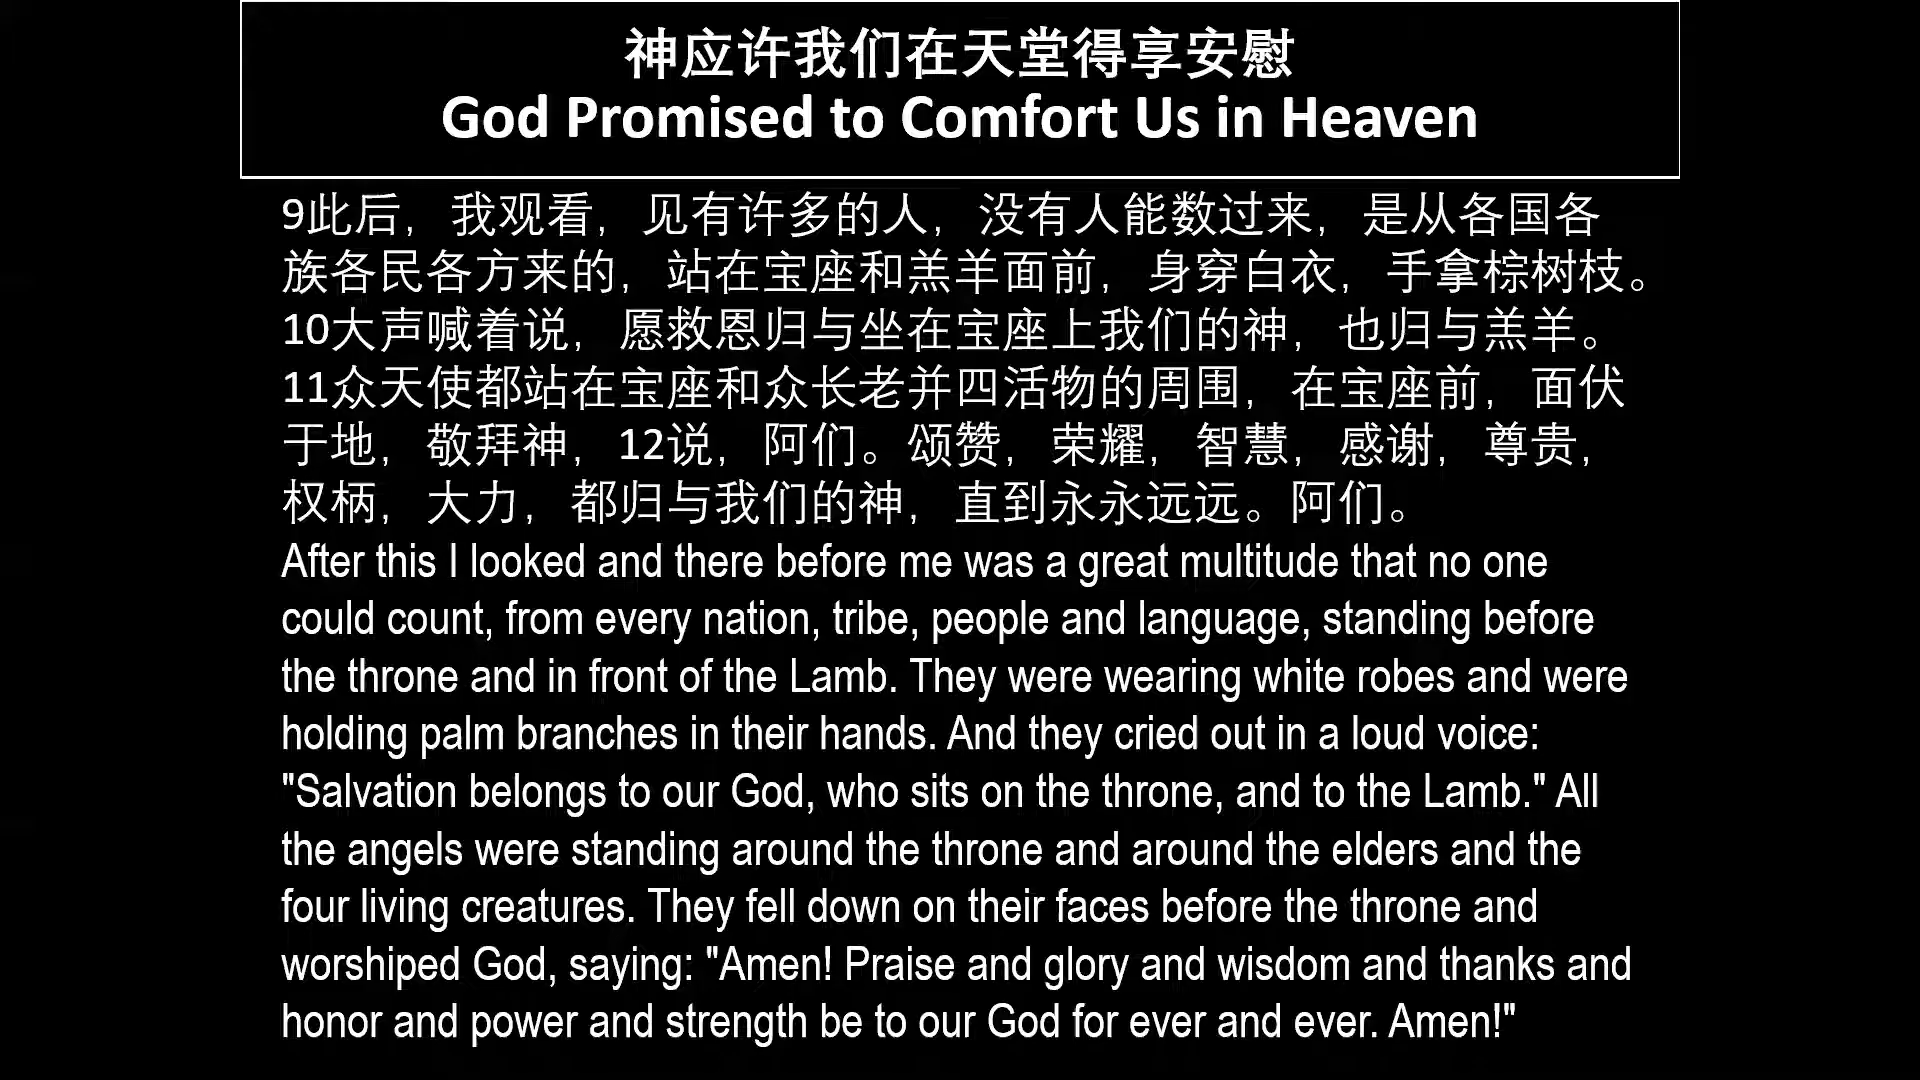 神应许我们在天堂得享安慰
God Promised to Comfort Us in Heaven
9此后，我观看，见有许多的人，没有人能数过来，是从各国各
族各民各方来的，站在宝座和羔羊面前，身穿白衣，手拿棕树枝。
10大声喊着说，愿救恩归与坐在宝座上我们的神，也归与羔羊。
11众天使都站在宝座和众长老并四活物的周围，在宝座前，面伏
于地，敬拜神，12说，阿们。颂赞，荣耀，智慧，感谢，尊贵，
权柄，大力，都归与我们的神，直到永永远远。阿们。
After this I looked and there before me was a great multitude that no one
could count, from every nation, tribe, people and language, standing before
the throne and in front of the Lamb. They were wearing white robes and were
holding palm branches in their hands. And they cried out in a loud voice:
"Salvation belongs to our God, who sits on the throne, and to the Lamb." All
the angels were standing around the throne and around the elders and the
four living creatures. They fell down on their faces before the throne and
worshiped God, saying: "Amen! Praise and glory and wisdom and thanks and
honor and power and strength be to our God for ever and ever. Amen!"